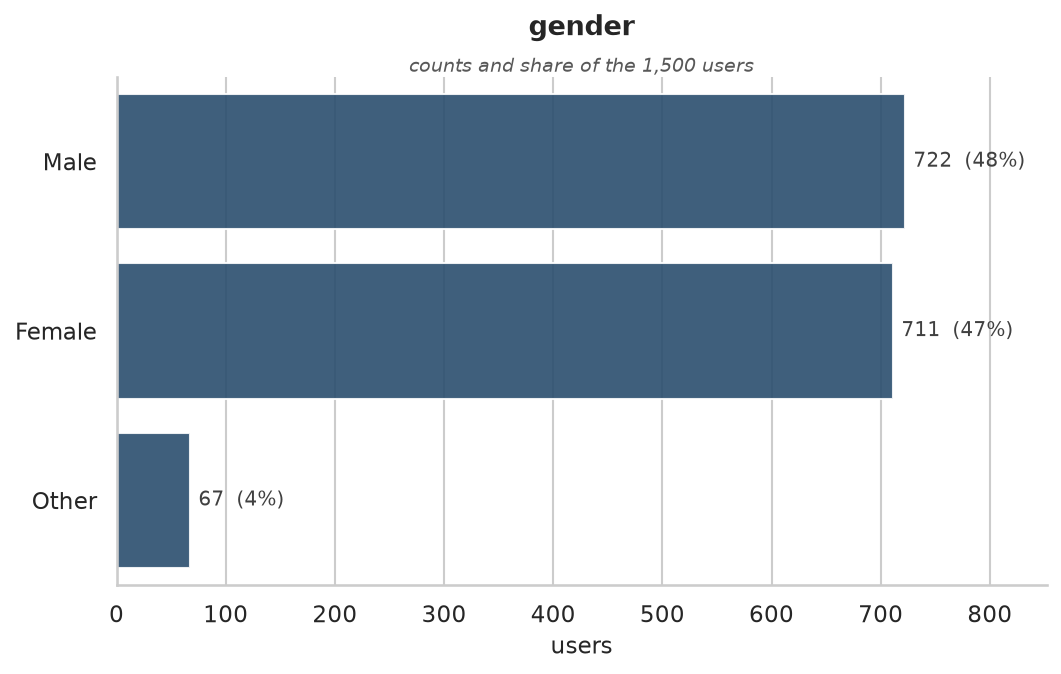 gender
counts and share of the 1,500 users
Male
722 (48%)
Female
711 (47%)
Other
67 (4%)
0 100 200 300 400 500 600 700 800
users